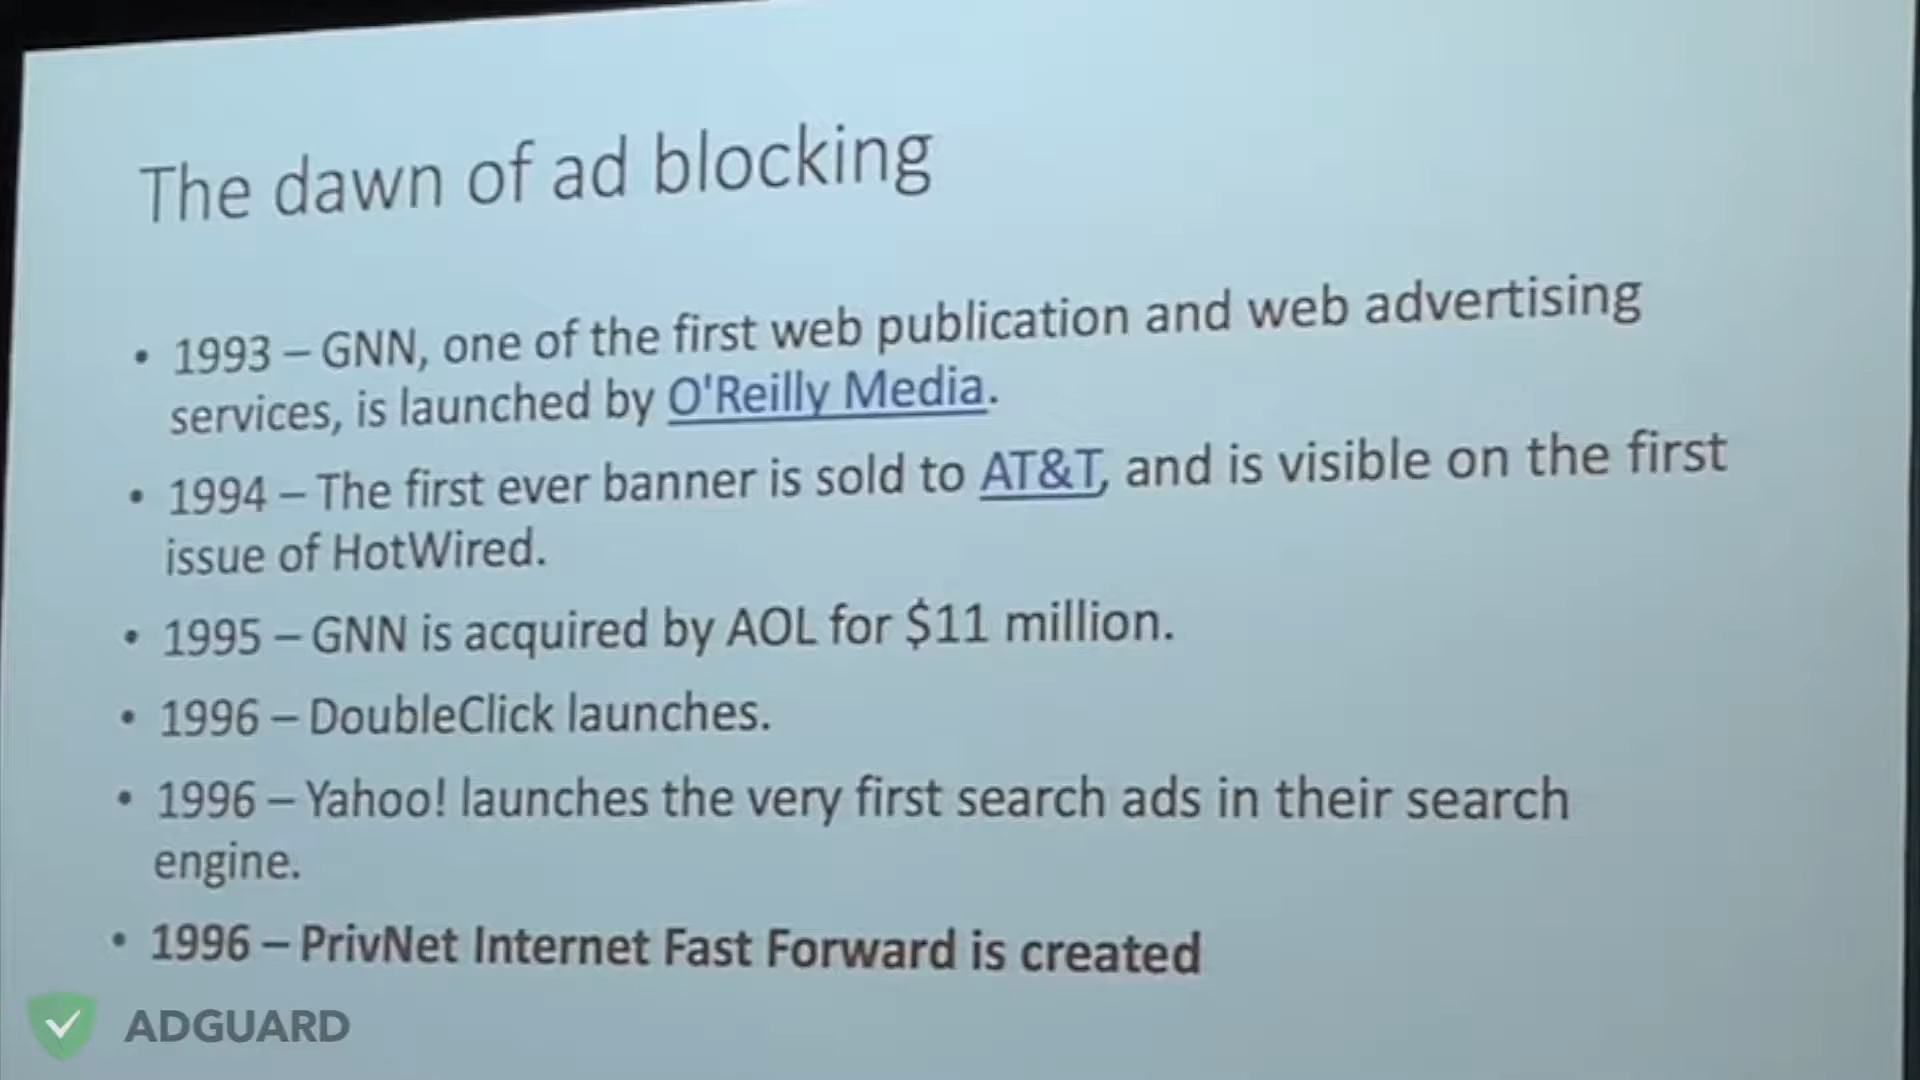 The dawn of ad blocking
• 1993 – GNN, one of the first web publication and web advertising
services, is launched by O'Reilly Media.
• 1994 – The first ever banner is sold to AT&T, and is visible on the first
issue of HotWired.
• 1995 – GNN is acquired by AOL for $11 million.
• 1996 – DoubleClick launches.
• 1996 – Yahoo! launches the very first search ads in their search
engine.
• 1996 – PrivNet Internet Fast Forward is created
ADGUARD